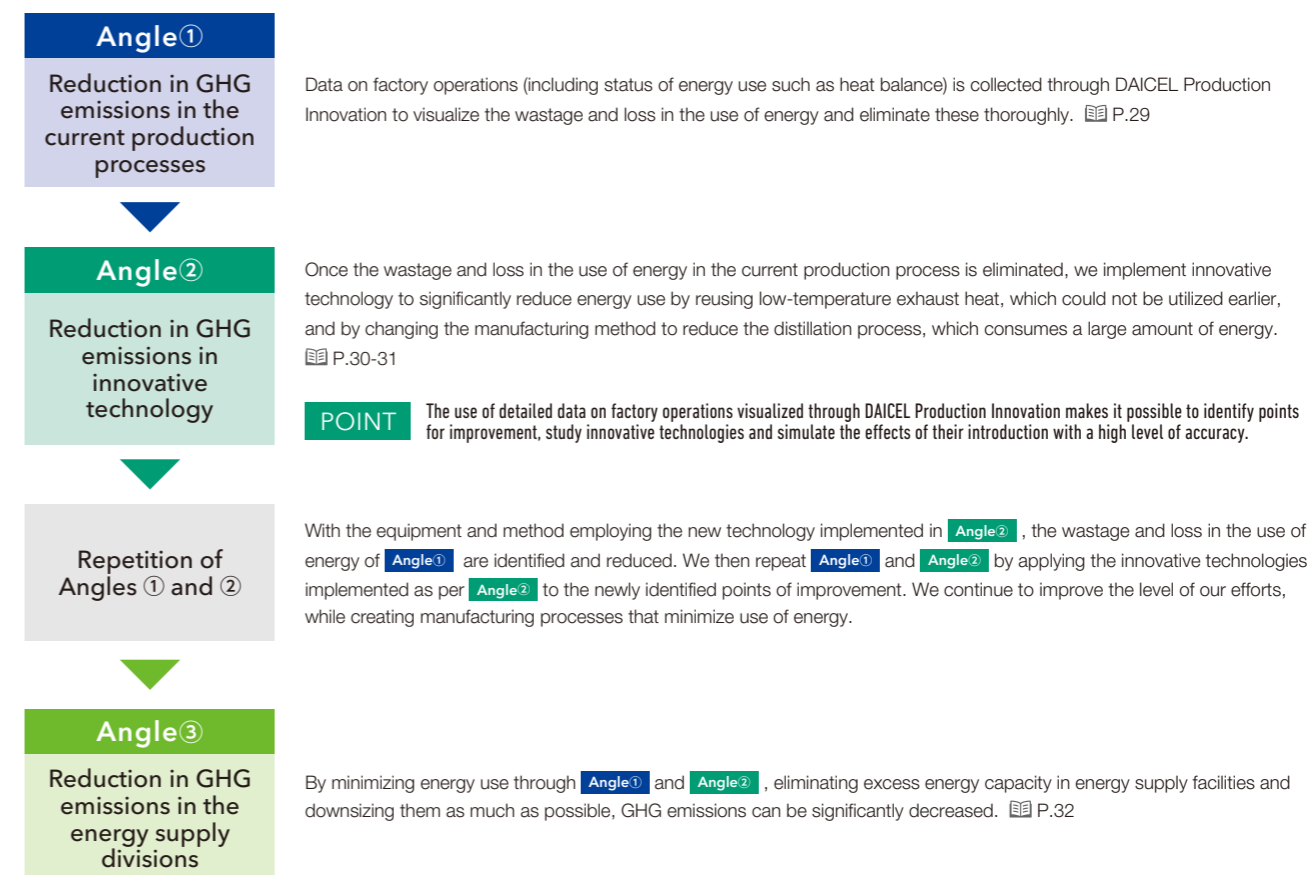 Angle①
Reduction in GHG
emissions in the
current production
processes
Data on factory operations (including status of energy use such as heat balance) is collected through DAICEL Production
Innovation to visualize the wastage and loss in the use of energy and eliminate these thoroughly. P.29
Angle②
Reduction in GHG
emissions in
innovative
technology
Once the wastage and loss in the use of energy in the current production process is eliminated, we implement innovative
technology to significantly reduce energy use by reusing low-temperature exhaust heat, which could not be utilized earlier,
and by changing the manufacturing method to reduce the distillation process, which consumes a large amount of energy.
P.30-31
POINT
The use of detailed data on factory operations visualized through DAICEL Production Innovation makes it possible to identify points
for improvement, study innovative technologies and simulate the effects of their introduction with a high level of accuracy.
Repetition of
Angles ① and ②
With the equipment and method employing the new technology implemented in Angle② , the wastage and loss in the use of
energy of Angle① are identified and reduced. We then repeat Angle① and Angle② by applying the innovative technologies
implemented as per Angle② to the newly identified points of improvement. We continue to improve the level of our efforts,
while creating manufacturing processes that minimize use of energy.
Angle③
Reduction in GHG
emissions in the
energy supply
divisions
By minimizing energy use through Angle① and Angle② , eliminating excess energy capacity in energy supply facilities and
downsizing them as much as possible, GHG emissions can be significantly decreased. P.32